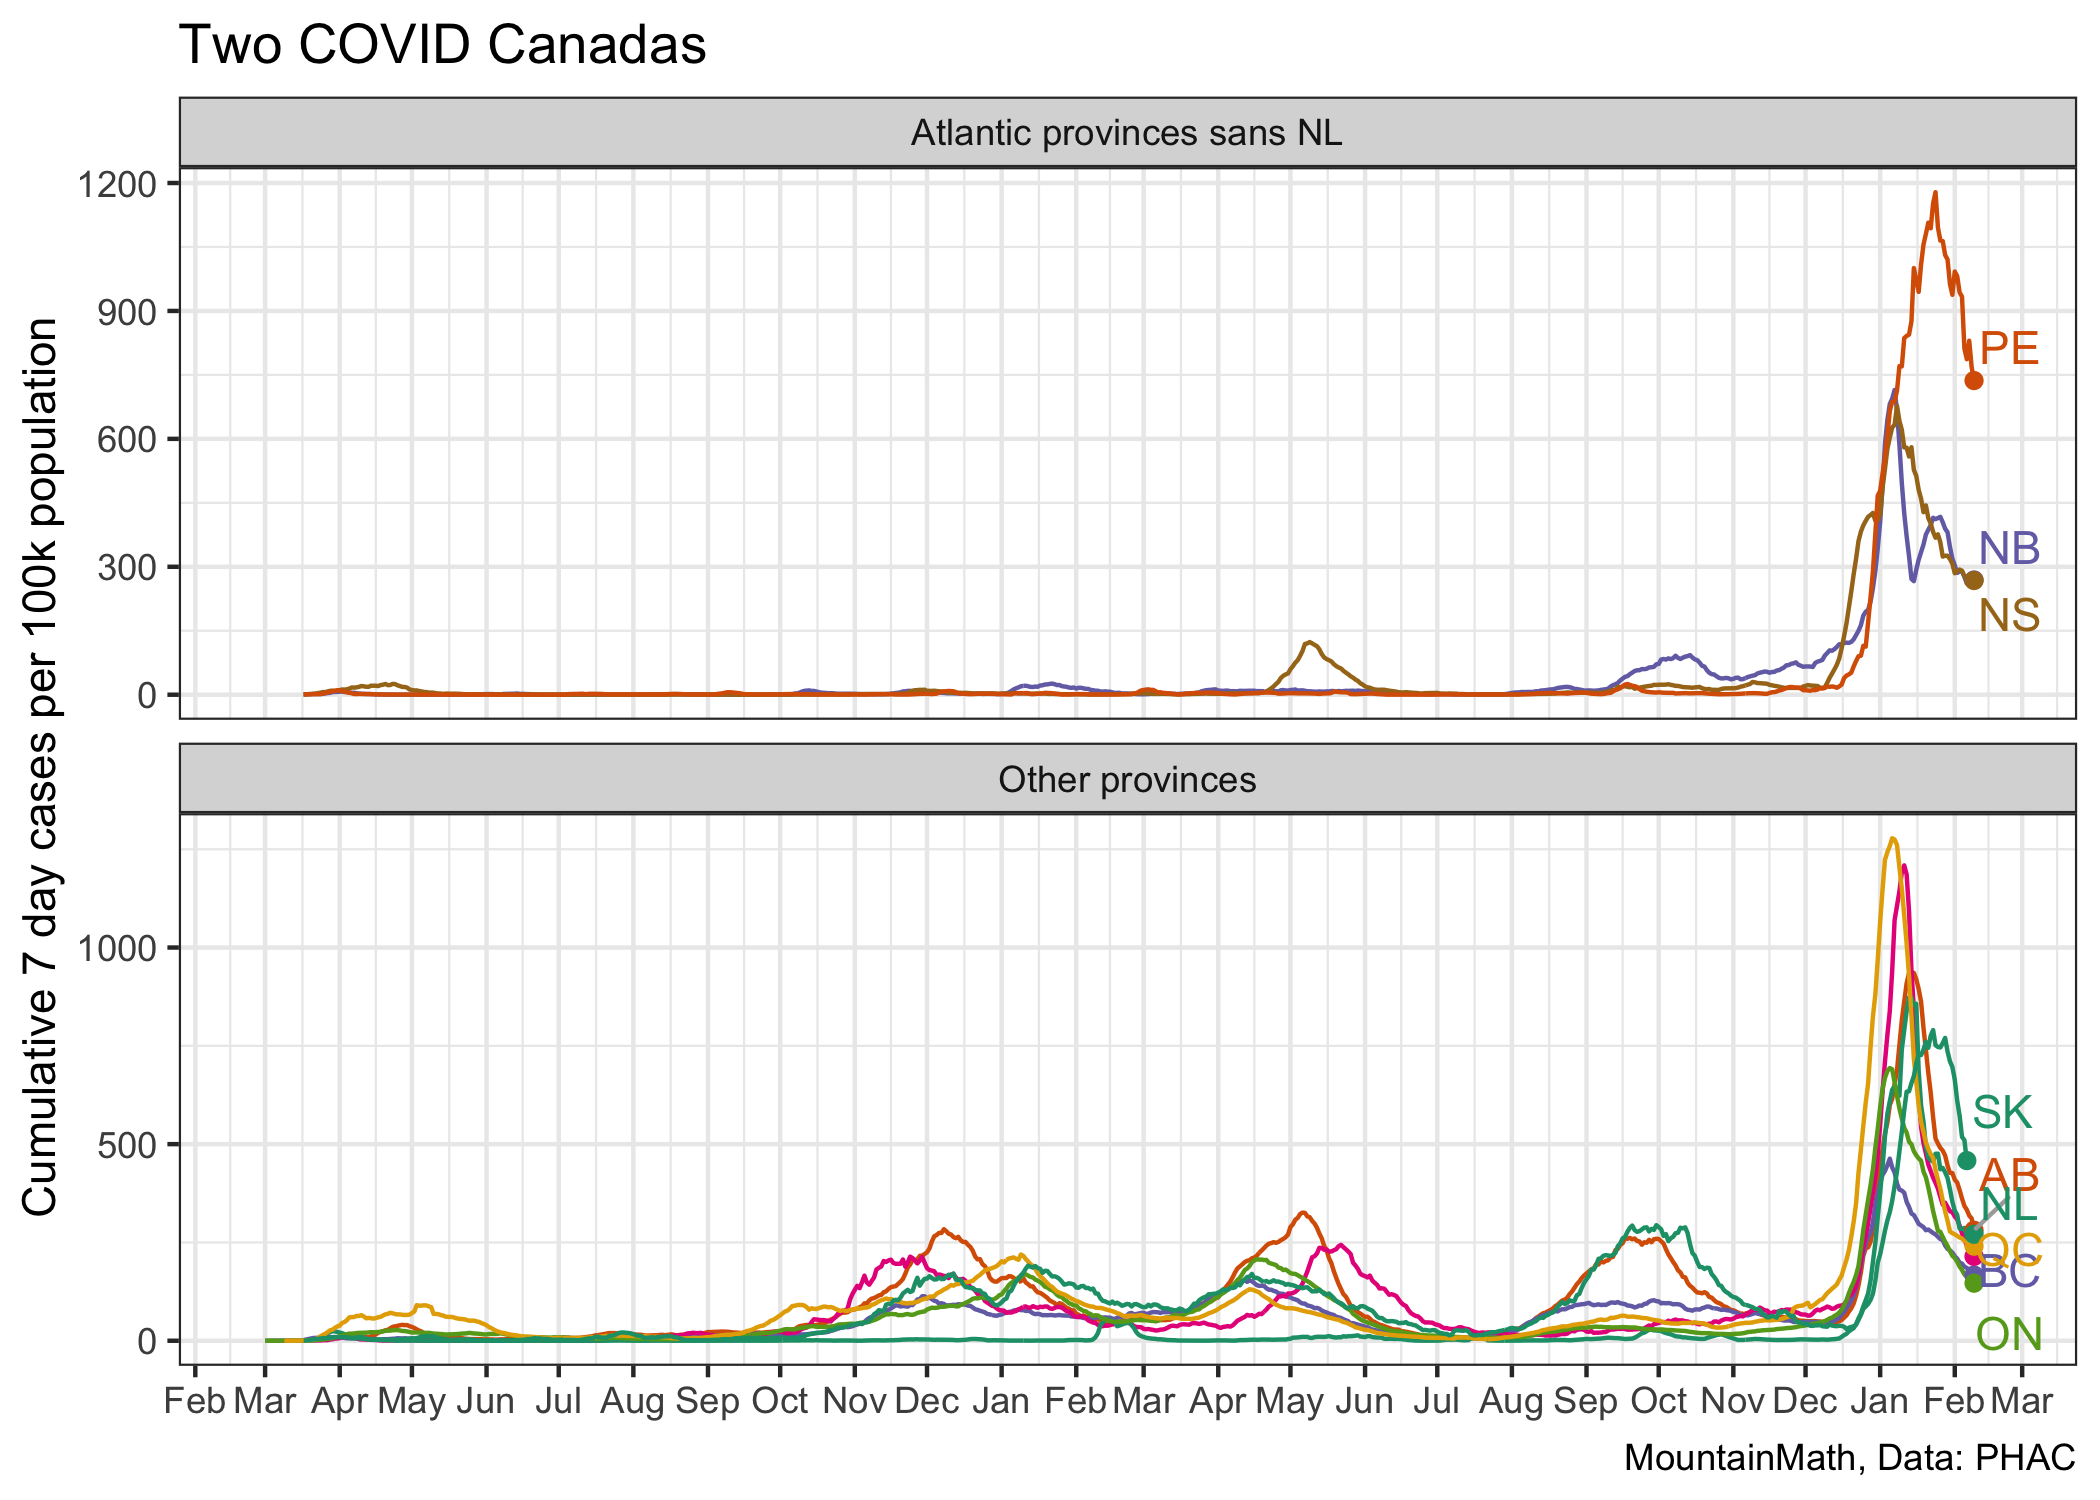 Two COVID Canadas
Atlantic provinces sans NL
1200
900
600
300
0
PE
NB
NS
Cumulative 7 day cases per 100k population
Other provinces
1000
500
0
SK
AB
NL
QC
BC
ON
Feb Mar Apr May Jun Jul Aug Sep Oct Nov Dec Jan Feb Mar Apr May Jun Jul Aug Sep Oct Nov Dec Jan Feb Mar
MountainMath, Data: PHAC